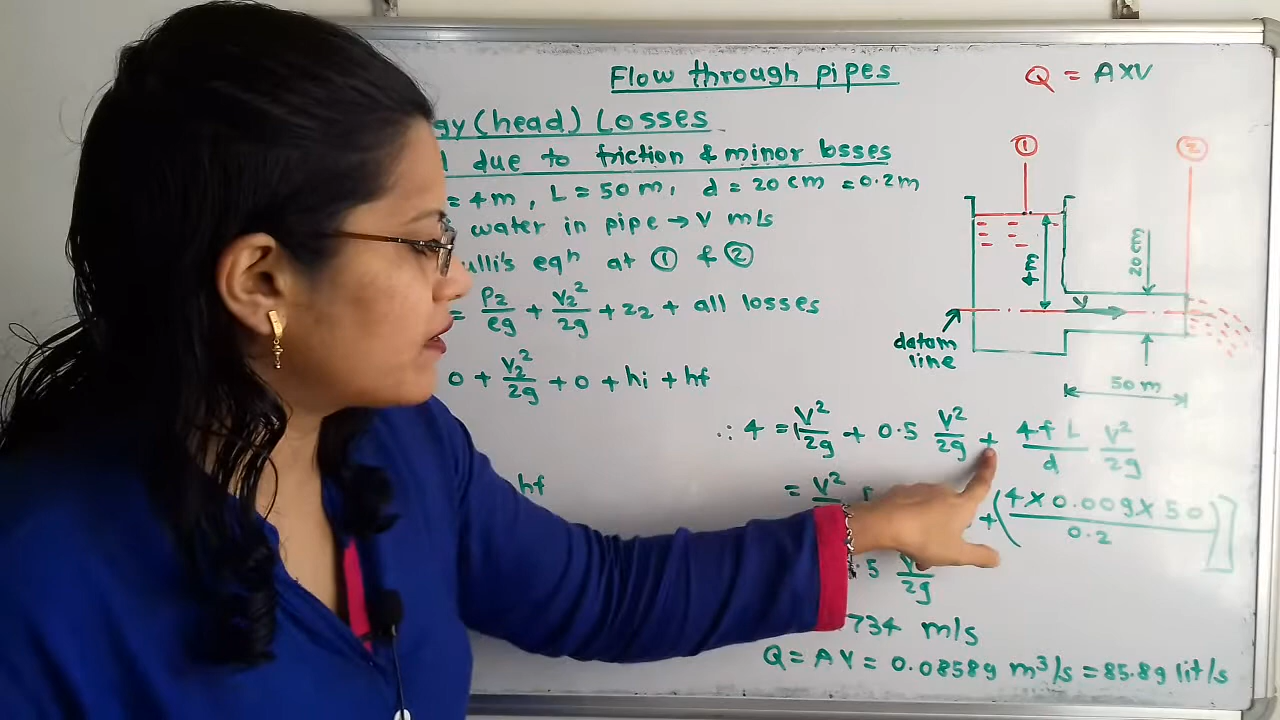 Flow through pipes
Q = A×V
gy (head) Losses
l due to friction & minor losses
= 4m, L = 50 m, d = 20 cm = 0.2m
water in pipe → V m/s
ulli's eqn at ① & ②
= P2/ρg + V2²/2g + z2 + all losses
0 + V2²/2g + 0 + hi + hf
hf
∴ 4 = 1 V²/2g + 0.5 V²/2g + 4fL/d V²/2g
= V²
+ (4 × 0.009 × 50 / 0.2)]
.5 V²/2g
734 m/s
Q = AV = 0.08589 m³/s = 85.89 lit/s
①
②
4m
20 cm
V
datam line
50 m